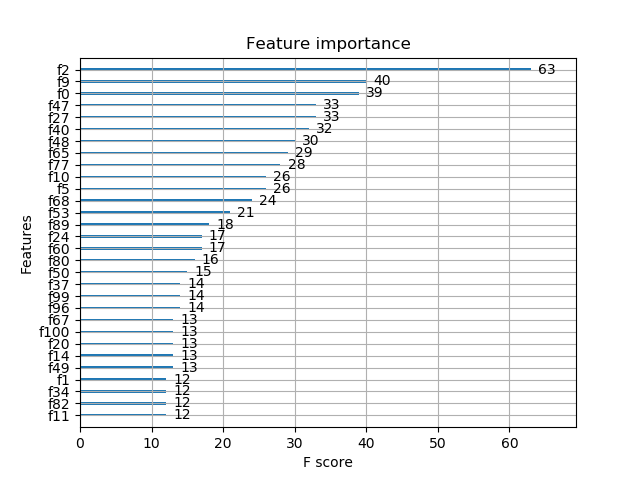 Feature importance
f2 63
f9 40
f0 39
f47 33
f27 33
f40 32
f48 30
f65 29
f77 28
f10 26
f5 26
f68 24
f53 21
f89 18
f24 17
f60 17
f80 16
f50 15
f37 14
f99 14
f96 14
f67 13
f100 13
f20 13
f14 13
f49 13
f1 12
f34 12
f82 12
f11 12
Features
0 10 20 30 40 50 60
F score